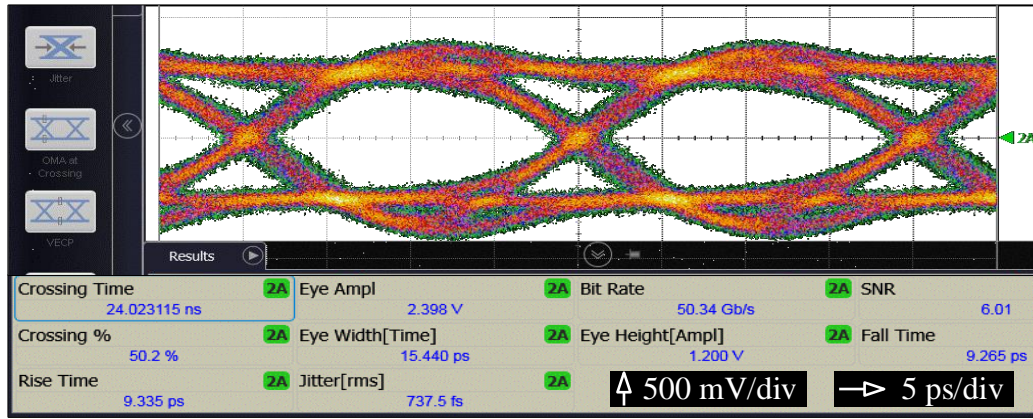 Jitter
OMA at
Crossing
VECP
2A
Results
Crossing Time 2A Eye Ampl 2A Bit Rate 2A SNR
24.023115 ns 2.398 V 50.34 Gb/s 6.01
Crossing % 2A Eye Width[Time] 2A Eye Height[Ampl] 2A Fall Time
50.2 % 15.440 ps 1.200 V 9.265 ps
Rise Time 2A Jitter[rms] 2A
9.335 ps 737.5 fs
500 mV/div 5 ps/div